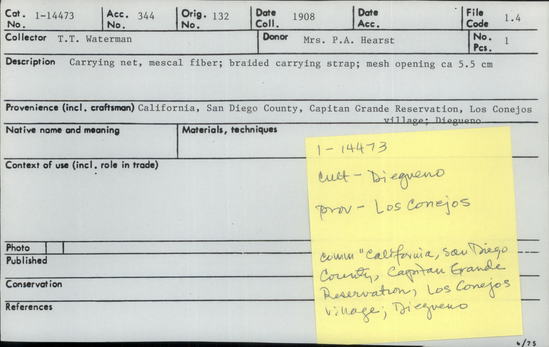 Cat. No. 1-14473 Acc. No. 344 Orig. No. 132 Date Coll. 1908 Date Acc. File Code 1.4
Collector T.T. Waterman Donor Mrs. P.A. Hearst No. Pcs. 1
Description Carrying net, mescal fiber; braided carrying strap; mesh opening ca 5.5 cm
Provenience (incl. craftsman) California, San Diego County, Capitan Grande Reservation, Los Conejos
village; Diegueno
Native name and meaning Materials, techniques
Context of use (incl. role in trade)
Photo
Published
Conservation
References
1-14473
cult - Diegueno
prov - Los Conejos
comm "California, San Diego
County, Capitan Grande
Reservation, Los Conejos
village; Diegueno
6/75